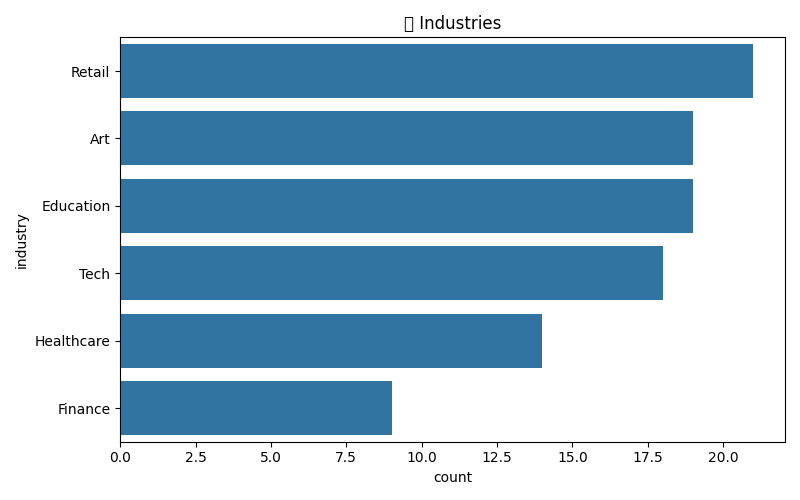 Industries
Retail
Art
Education
Tech
Healthcare
Finance
industry
0.0 2.5 5.0 7.5 10.0 12.5 15.0 17.5 20.0
count